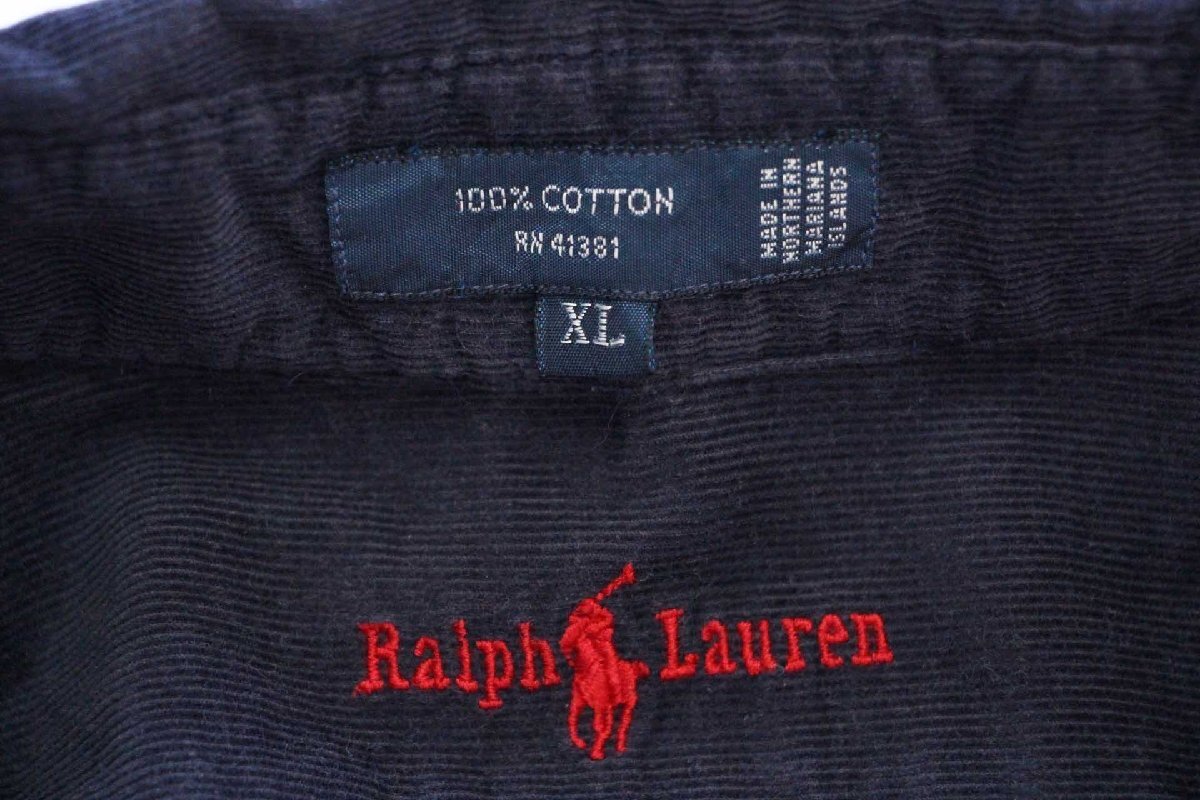 100% COTTON
RN 41381
MADE IN
NORTHERN
MARIANA
ISLANDS
XL
Ralph Lauren